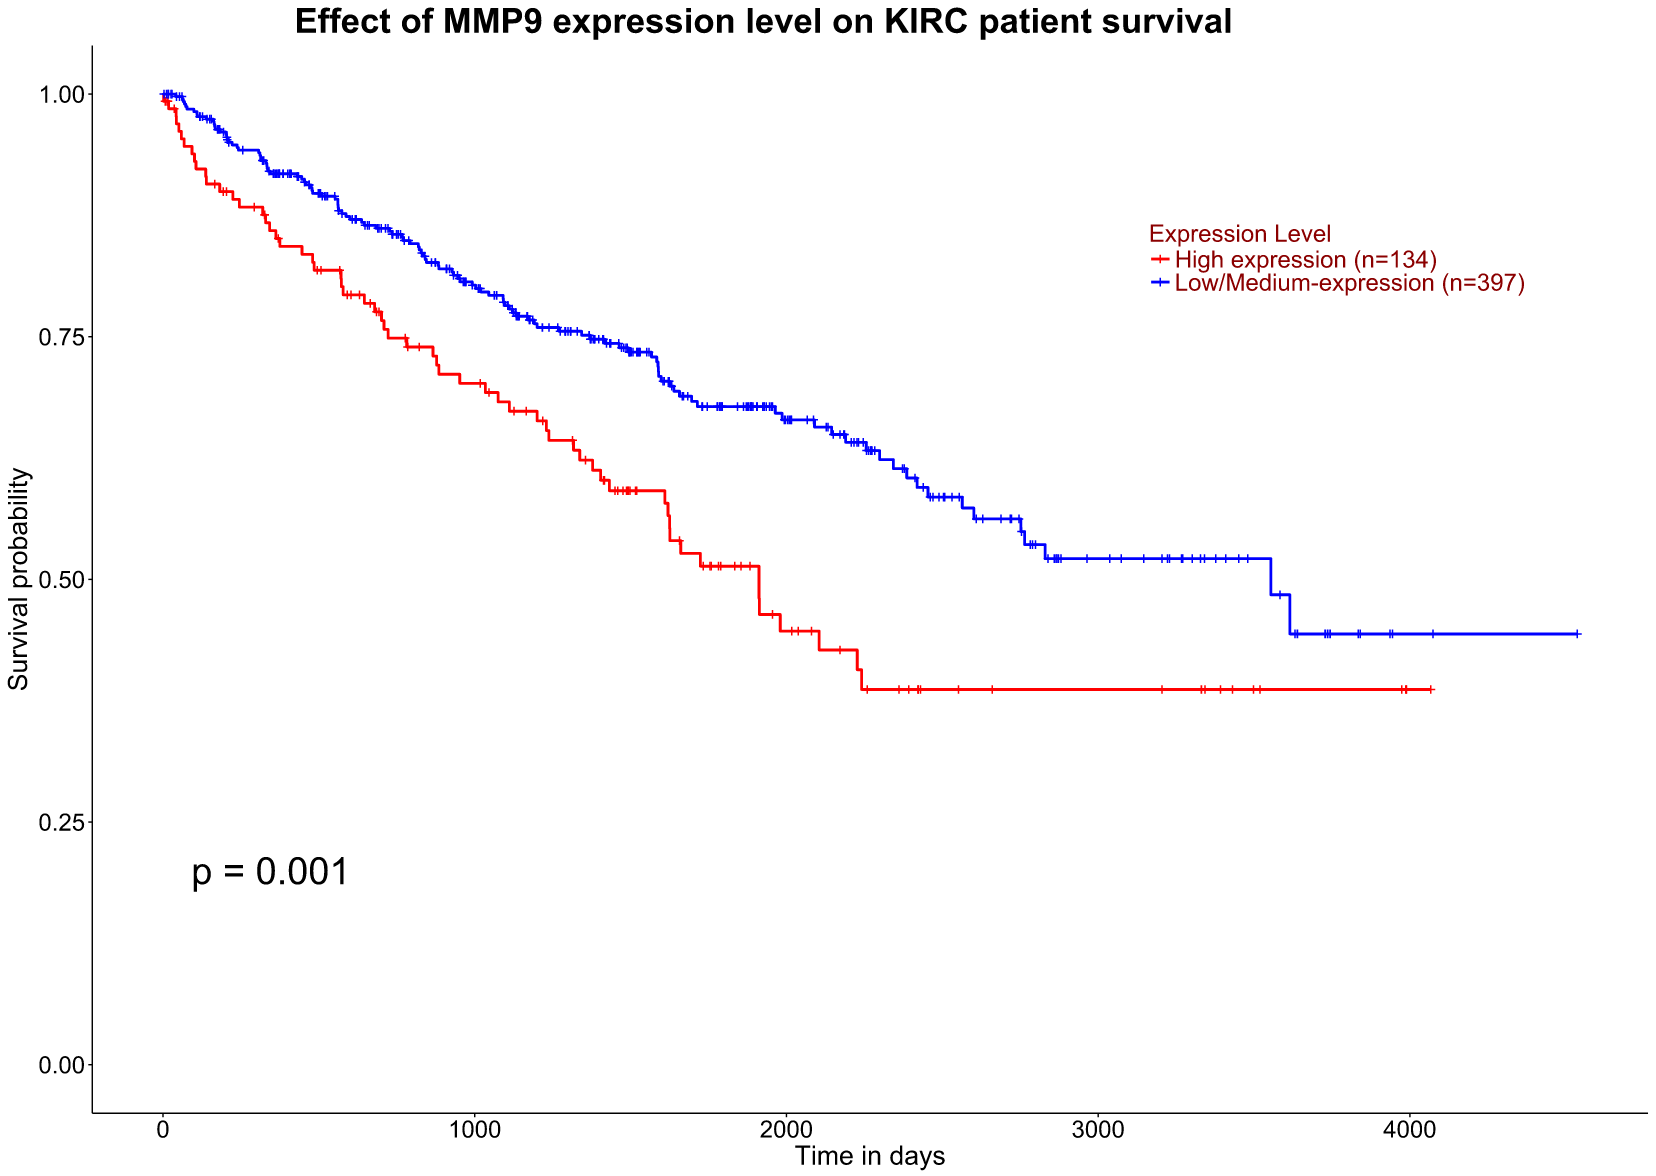 Effect of MMP9 expression level on KIRC patient survival
1.00
0.75
0.50
0.25
0.00
Survival probability
Expression Level
High expression (n=134)
Low/Medium-expression (n=397)
p = 0.001
0 1000 2000 3000 4000
Time in days